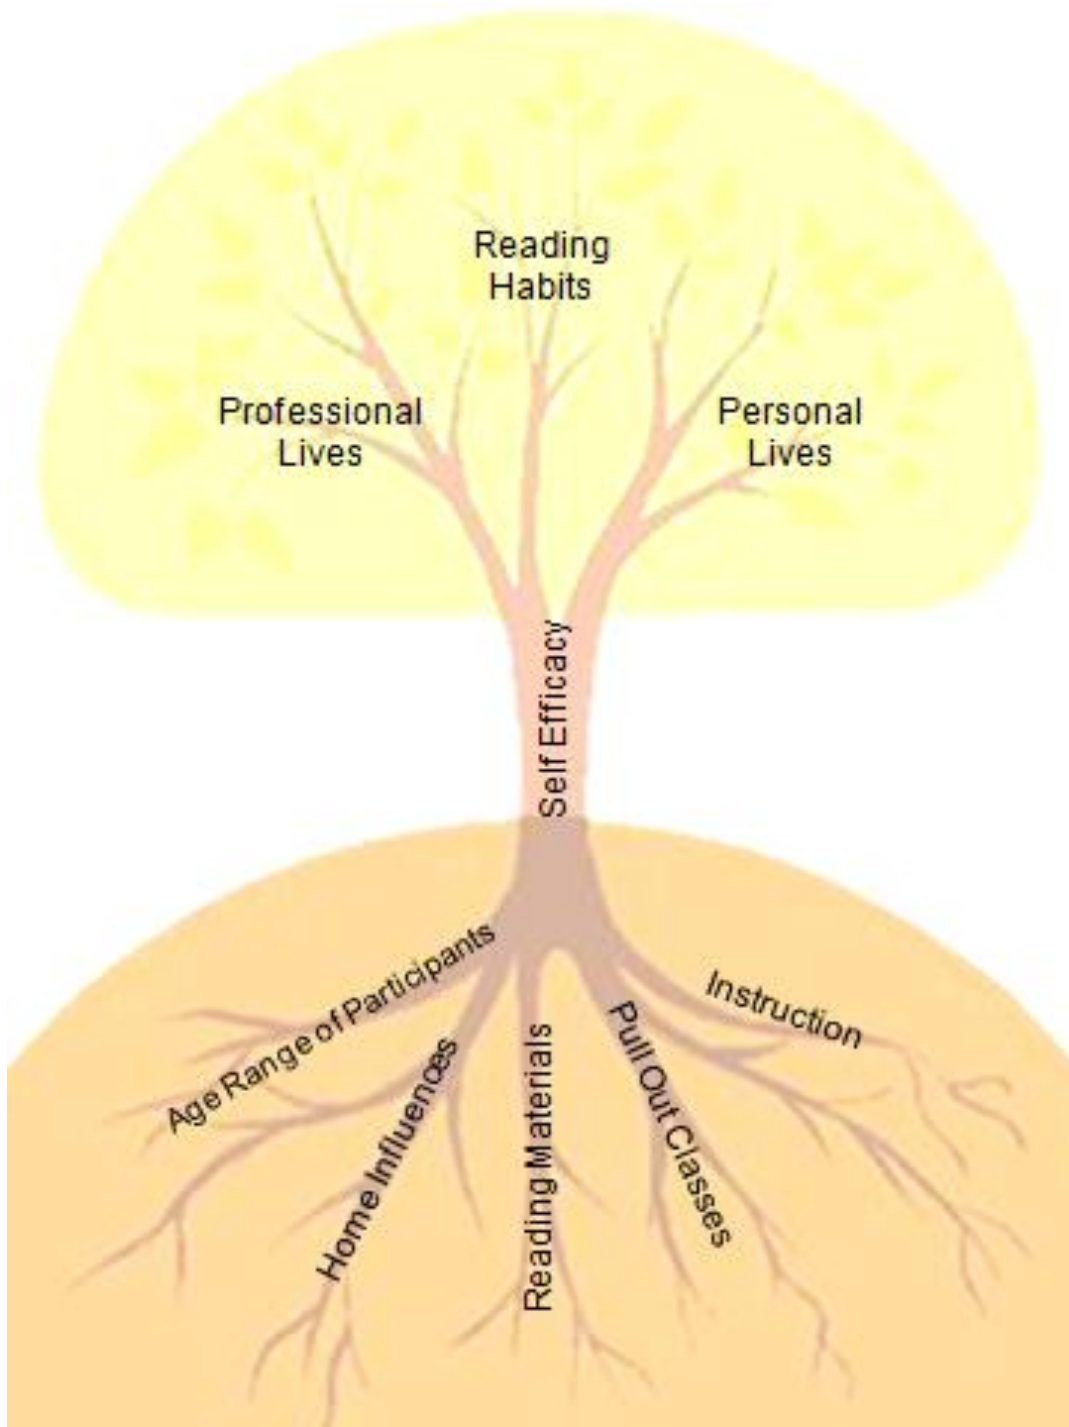 Reading
Habits
Professional
Lives
Personal
Lives
Self Efficacy
Age Range of Participants
Home Influences
Reading Materials
Pull Out Classes
Instruction